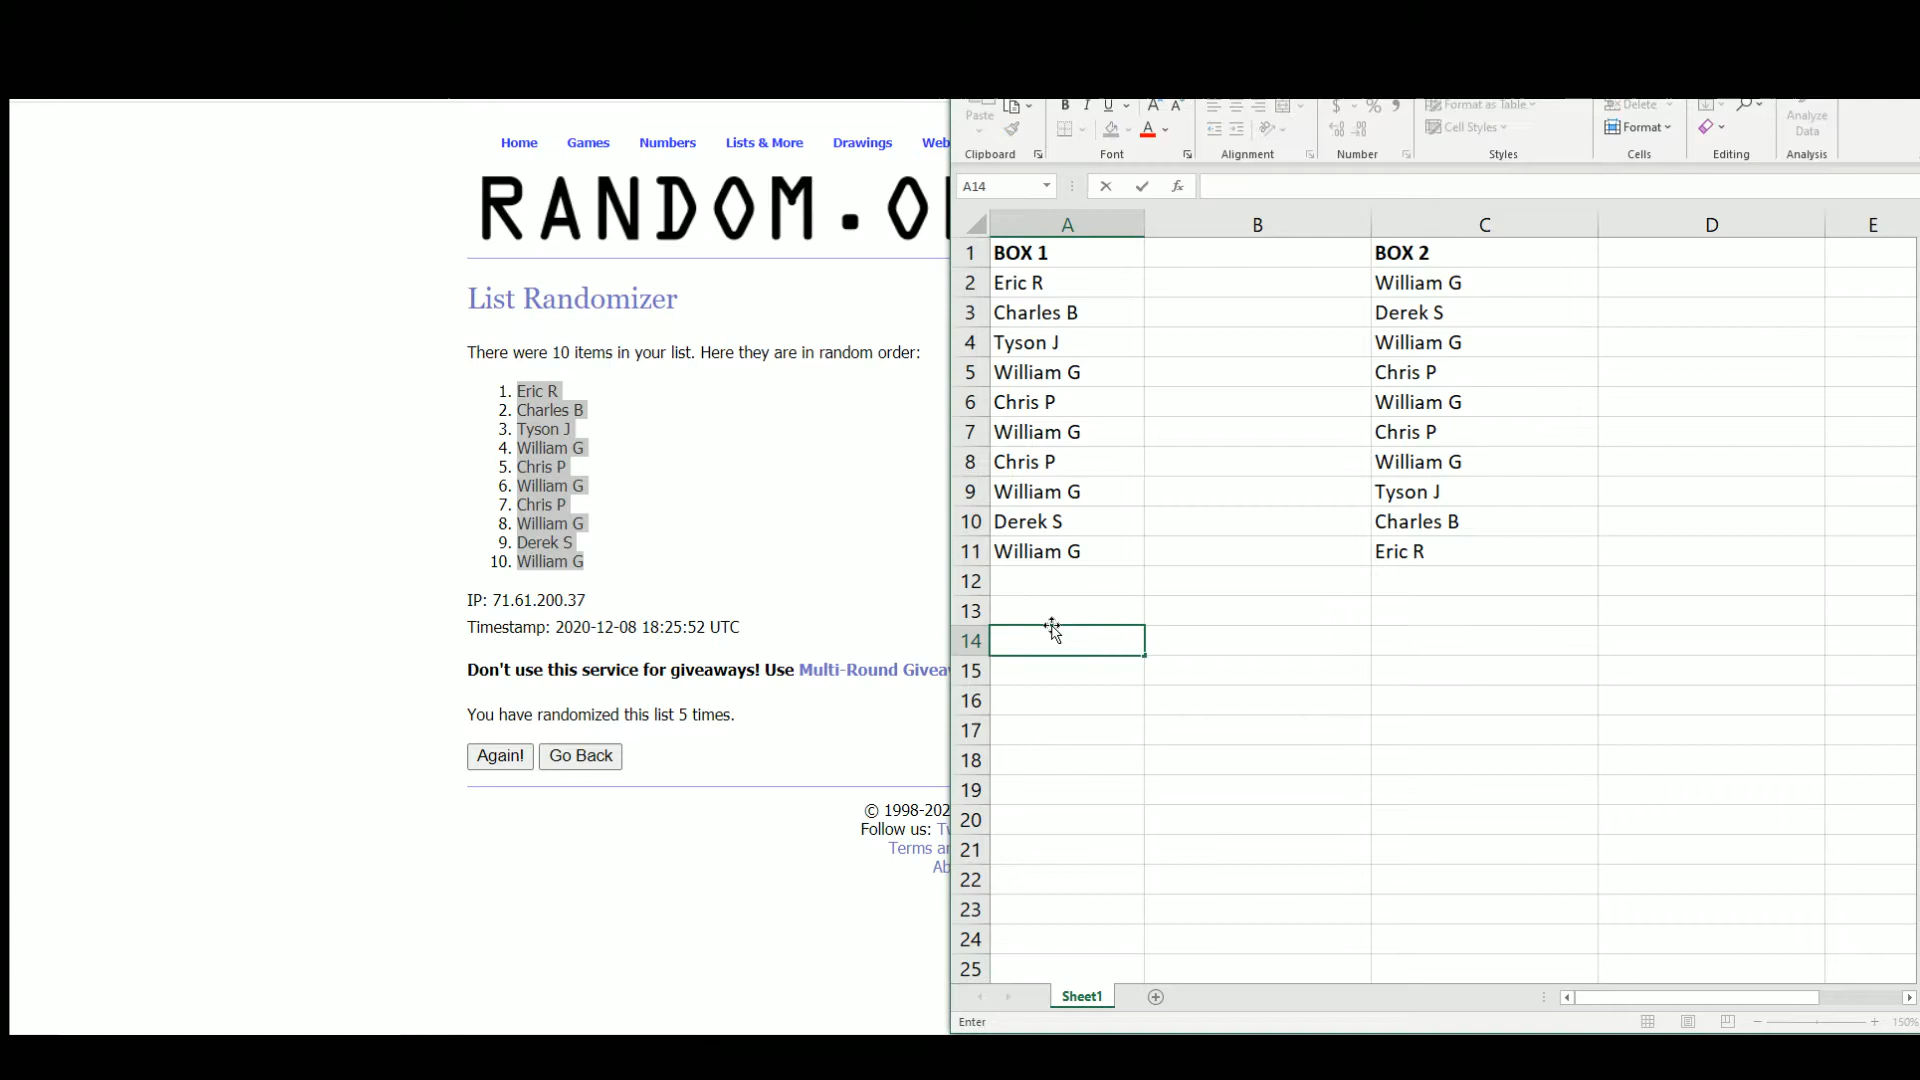 Home Games Numbers Lists & More Drawings Web
RANDOM.O
List Randomizer
There were 10 items in your list. Here they are in random order:
1. Eric R
2. Charles B
3. Tyson J
4. William G
5. Chris P
6. William G
7. Chris P
8. William G
9. Derek S
10. William G
IP: 71.61.200.37
Timestamp: 2020-12-08 18:25:52 UTC
Don't use this service for giveaways! Use Multi-Round Giveaw
You have randomized this list 5 times.
Again! Go Back
© 1998-202
Follow us: Tw
Terms an
Ab
Paste B I U A A $ % Format as Table Delete Analyze
A Cell Styles Format Data
Clipboard Font Alignment Number Styles Cells Editing Analysis
A14 fx
A B C D E
1 BOX 1 BOX 2
2 Eric R William G
3 Charles B Derek S
4 Tyson J William G
5 William G Chris P
6 Chris P William G
7 William G Chris P
8 Chris P William G
9 William G Tyson J
10 Derek S Charles B
11 William G Eric R
12
13
14
15
16
17
18
19
20
21
22
23
24
25
Sheet1
Enter 150%